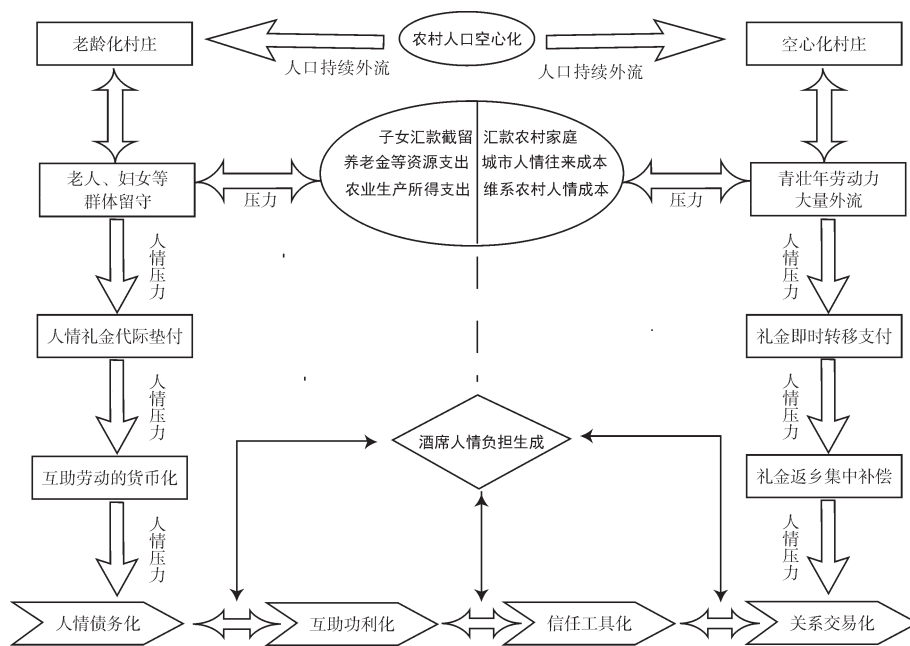 老龄化村庄
农村人口空心化
空心化村庄
人口持续外流
人口持续外流
子女汇款截留
养老金等资源支出
农业生产所得支出
汇款农村家庭
城市人情往来成本
维系农村人情成本
老人、妇女等
群体留守
压力
压力
青壮年劳动力
大量外流
人情压力
人情压力
人情礼金代际垫付
礼金即时转移支付
人情压力
人情压力
酒席人情负担生成
互助劳动的货币化
礼金返乡集中补偿
人情压力
人情压力
人情债务化
互助功利化
信任工具化
关系交易化